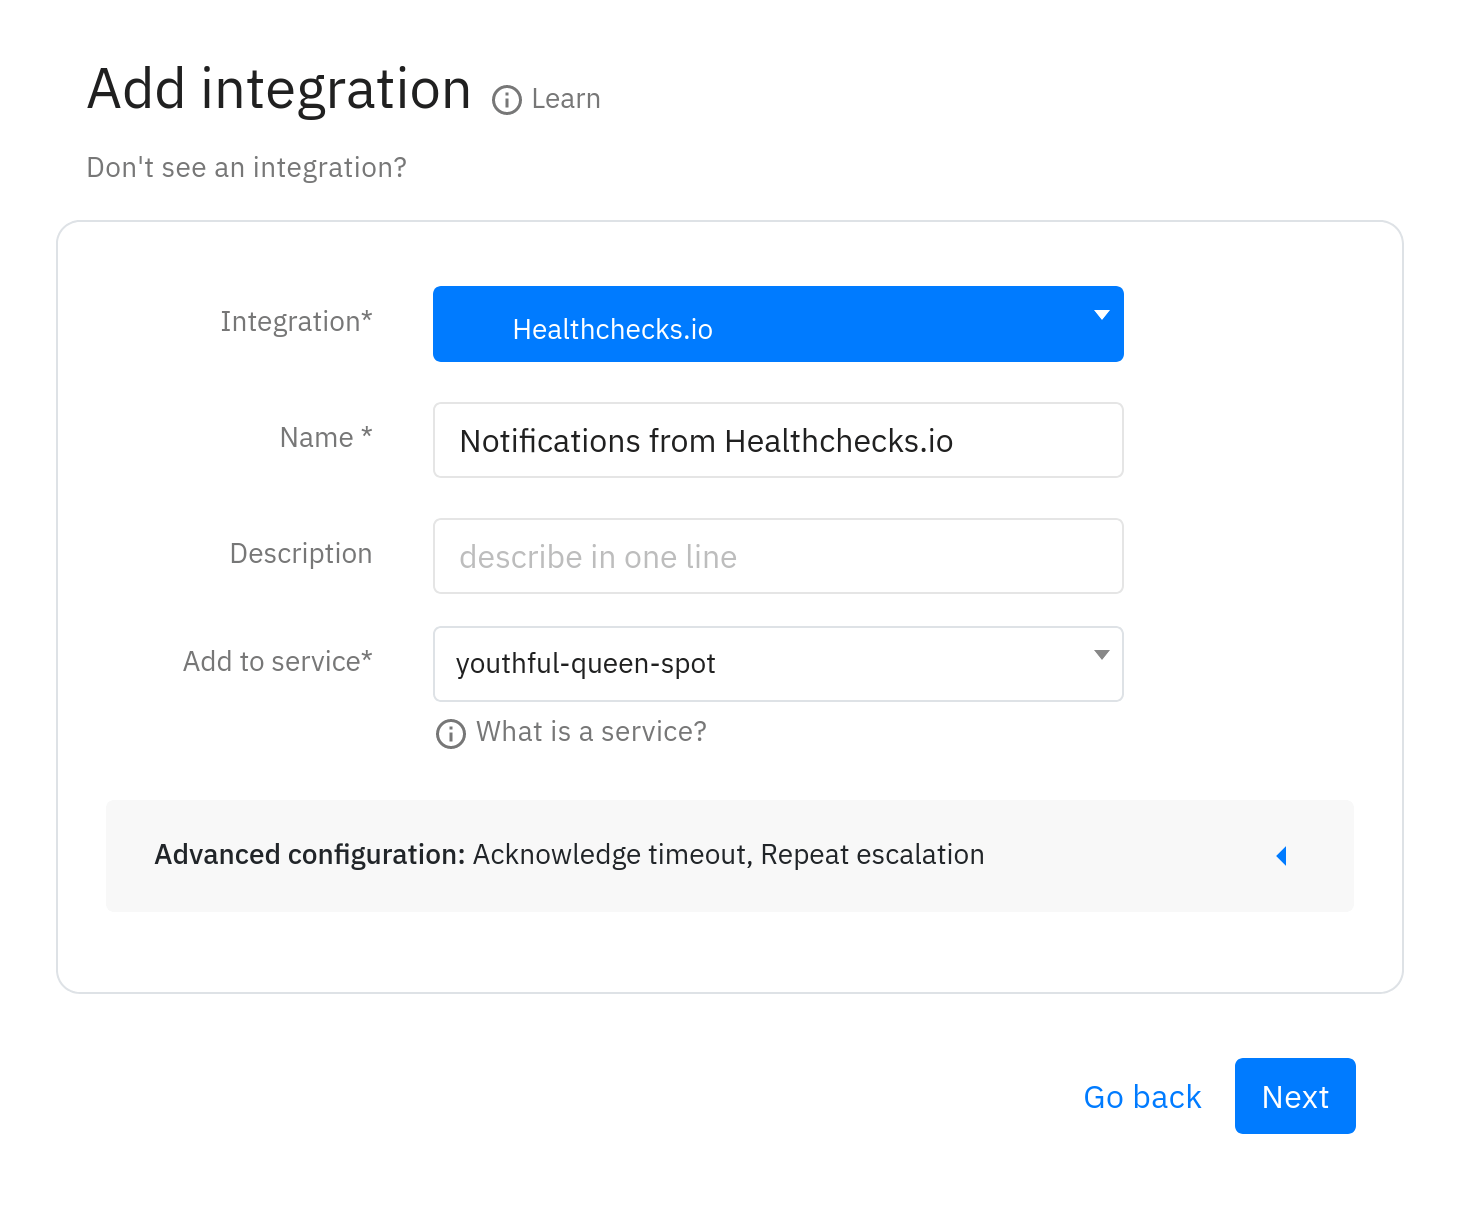 Add integration Learn
Don't see an integration?
Integration* Healthchecks.io
Name * Notifications from Healthchecks.io
Description describe in one line
Add to service* youthful-queen-spot
What is a service?
Advanced configuration: Acknowledge timeout, Repeat escalation
Go back Next